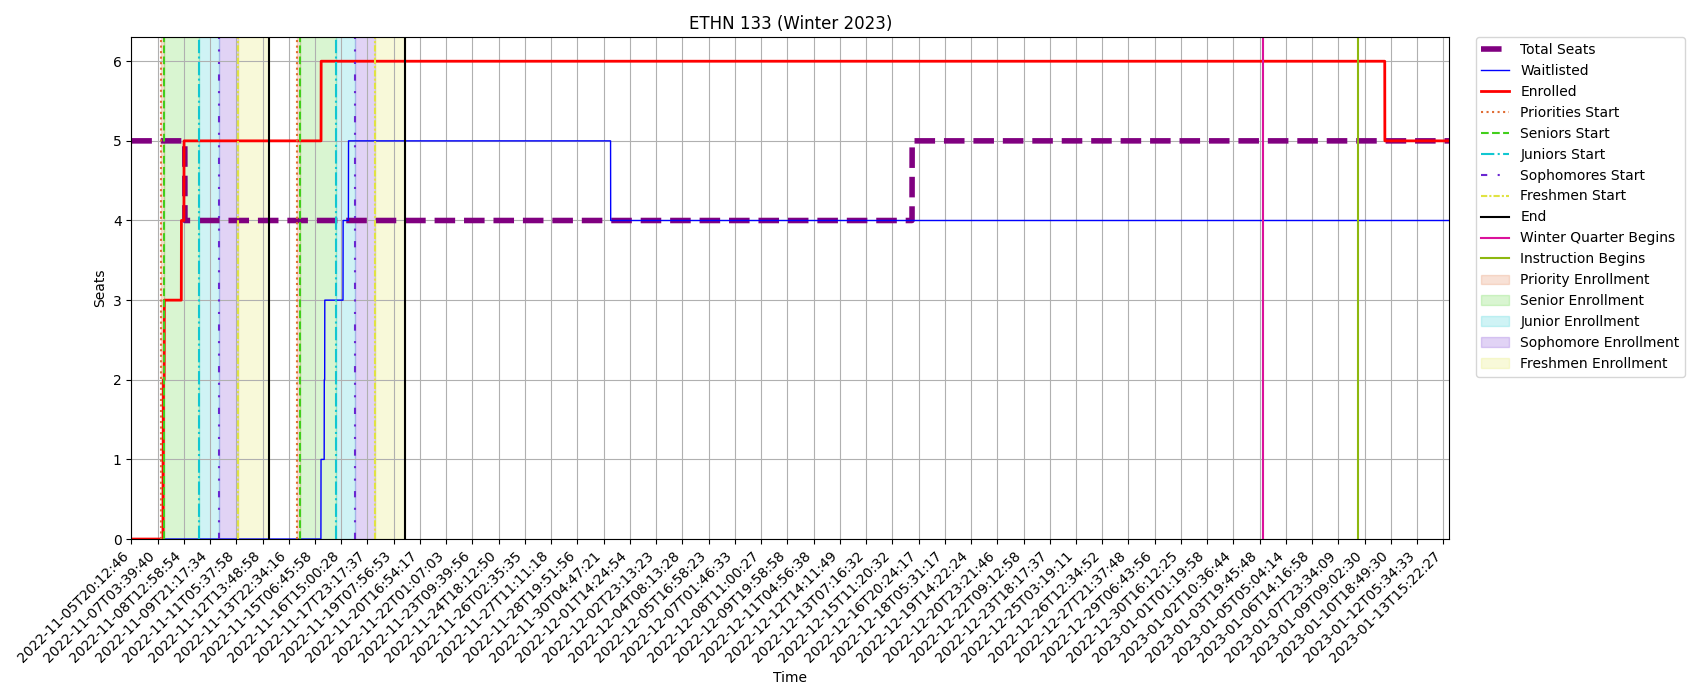 ETHN 133 (Winter 2023)
Seats
6
5
4
3
2
1
0
2022-11-05T20:12:46
2022-11-07T03:39:40
2022-11-08T12:58:54
2022-11-09T21:17:34
2022-11-11T05:37:58
2022-11-12T13:48:58
2022-11-13T22:34:16
2022-11-15T06:45:58
2022-11-16T15:00:28
2022-11-17T23:17:37
2022-11-19T07:56:53
2022-11-20T16:54:17
2022-11-22T01:07:03
2022-11-23T09:39:56
2022-11-24T18:12:50
2022-11-26T02:35:35
2022-11-27T11:11:18
2022-11-28T19:51:56
2022-11-30T04:47:21
2022-12-01T14:24:54
2022-12-02T23:13:23
2022-12-04T08:13:28
2022-12-05T16:58:23
2022-12-07T01:46:33
2022-12-08T11:00:27
2022-12-09T19:58:58
2022-12-11T04:56:38
2022-12-12T14:11:49
2022-12-13T07:16:32
2022-12-15T11:20:32
2022-12-16T20:24:17
2022-12-18T05:31:17
2022-12-19T14:22:24
2022-12-20T23:21:46
2022-12-22T09:12:58
2022-12-23T18:17:37
2022-12-25T03:19:11
2022-12-26T12:34:52
2022-12-27T21:37:48
2022-12-29T06:43:56
2022-12-30T16:12:25
2023-01-01T01:19:58
2023-01-02T10:36:44
2023-01-03T19:45:48
2023-01-05T05:04:14
2023-01-06T14:16:58
2023-01-07T23:34:09
2023-01-09T09:02:30
2023-01-10T18:49:30
2023-01-12T05:34:33
2023-01-13T15:22:27
Time
Total Seats
Waitlisted
Enrolled
Priorities Start
Seniors Start
Juniors Start
Sophomores Start
Freshmen Start
End
Winter Quarter Begins
Instruction Begins
Priority Enrollment
Senior Enrollment
Junior Enrollment
Sophomore Enrollment
Freshmen Enrollment